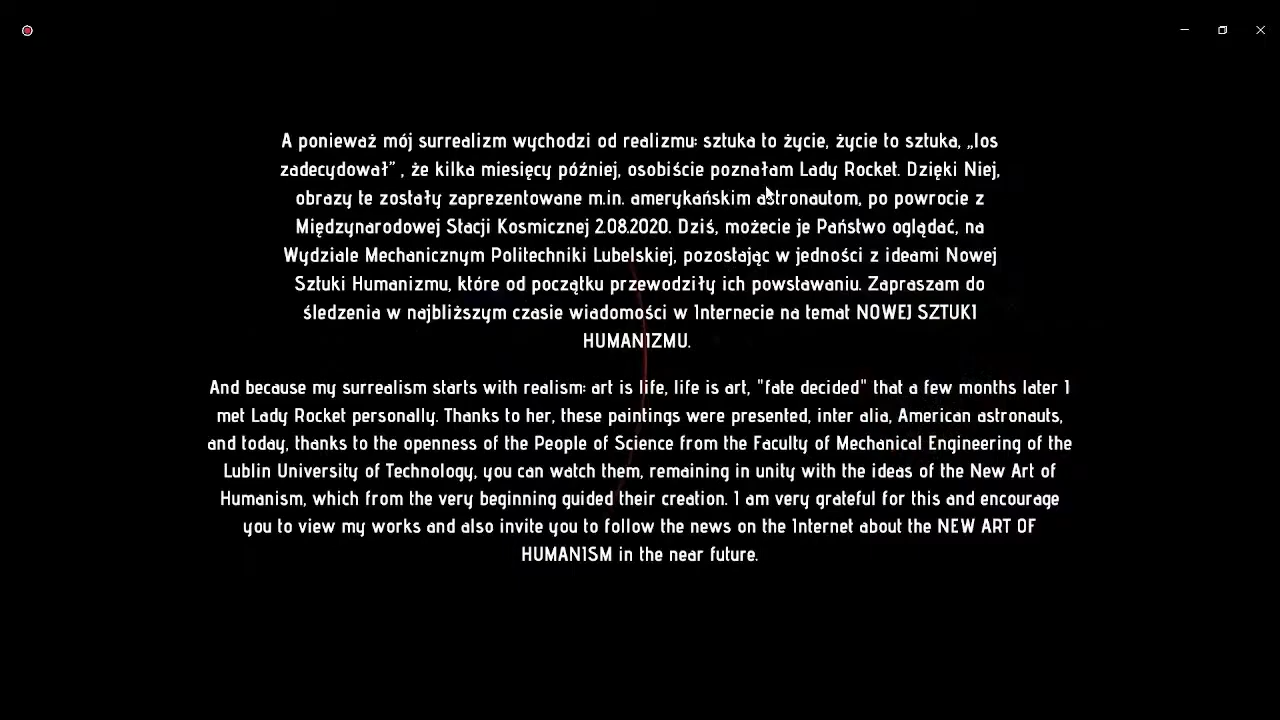 A ponieważ mój surrealizm wychodzi od realizmu: sztuka to życie, życie to sztuka, „los
zadecydował” , że kilka miesięcy później, osobiście poznałam Lady Rocket. Dzięki Niej,
obrazy te zostały zaprezentowane m.in. amerykańskim astronautom, po powrocie z
Międzynarodowej Stacji Kosmicznej 2.08.2020. Dziś, możecie je Państwo oglądać, na
Wydziale Mechanicznym Politechniki Lubelskiej, pozostając w jedności z ideami Nowej
Sztuki Humanizmu, które od początku przewodziły ich powstawaniu. Zapraszam do
śledzenia w najbliższym czasie wiadomości w Internecie na temat NOWEJ SZTUKI
HUMANIZMU.
And because my surrealism starts with realism: art is life, life is art, "fate decided" that a few months later I
met Lady Rocket personally. Thanks to her, these paintings were presented, inter alia, American astronauts,
and today, thanks to the openness of the People of Science from the Faculty of Mechanical Engineering of the
Lublin University of Technology, you can watch them, remaining in unity with the ideas of the New Art of
Humanism, which from the very beginning guided their creation. I am very grateful for this and encourage
you to view my works and also invite you to follow the news on the Internet about the NEW ART OF
HUMANISM in the near future.